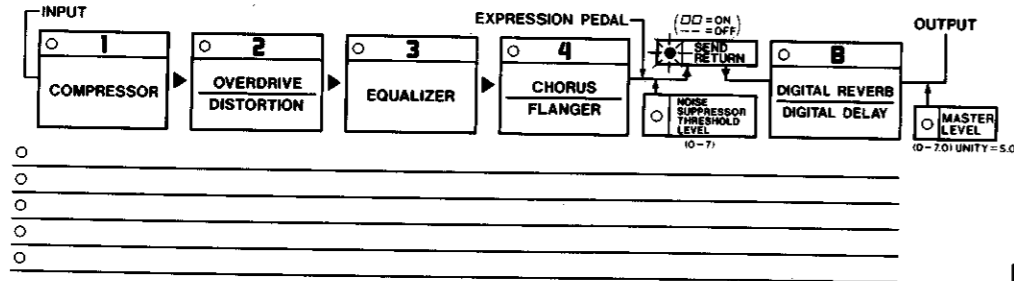 INPUT
1
COMPRESSOR
2
OVERDRIVE
DISTORTION
3
EQUALIZER
4
CHORUS
FLANGER
EXPRESSION PEDAL
(□□=ON
---=OFF)
SEND
RETURN
NOISE
SUPPRESSOR
THRESHOLD
LEVEL
(0-7)
B
DIGITAL REVERB
DIGITAL DELAY
OUTPUT
MASTER
LEVEL
(0-7.0) UNITY=5.0